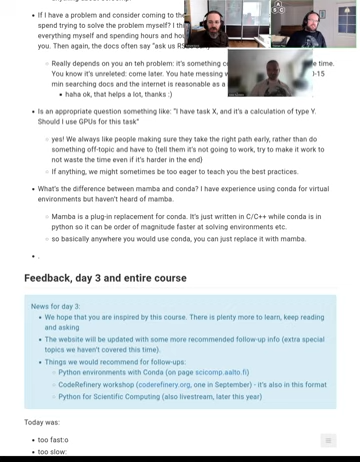 If I have a problem and consider coming to the
spend trying to solve the problem myself? I th
everything myself and spending hours and hou
you. Then again, the docs often say "ask us RS
Really depends on you an teh problem: it's something c
e time.
You know it's unreleted: come later. You hate messing
0-15
min searching docs and the internet is reasonable as a
haha ok, that helps a lot, thanks :)
Is an appropriate question something like: "I have task X, and it's a calculation of type Y.
Should I use GPUs for this task"
yes! We always like people making sure they take the right path early, rather than do
something off-topic and have to {tell them it's not going to work, try to make it work to
not waste the time even if it's harder in the end}
If anything, we might sometimes be too eager to teach you the best practices.
What's the difference between mamba and conda? I have experience using conda for virtual
environments but haven't heard of mamba.
Mamba is a plug-in replacement for conda. It's just written in C/C++ while conda is in
python so it can be order of magnitude faster at solving environments etc.
so basically anywhere you would use conda, you can just replace it with mamba.
.
Feedback, day 3 and entire course
News for day 3:
We hope that you are inspired by this course. There is plenty more to learn, keep reading
and asking
The website will be updated with some more recommended follow-up info (extra special
topics we haven't covered this time).
Things we would recommend for follow-ups:
Python environments with Conda (on page scicomp.aalto.fi)
CodeRefinery workshop (coderefinery.org, one in September) - it's also in this format
Python for Scientific Computing (also livestream, later this year)
Today was:
too fast:o
too slow: